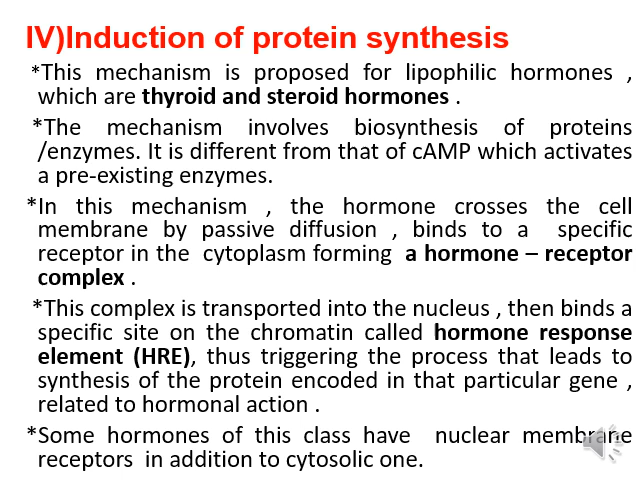 IV)Induction of protein synthesis
*This mechanism is proposed for lipophilic hormones ,
which are thyroid and steroid hormones .
*The mechanism involves biosynthesis of proteins
/enzymes. It is different from that of cAMP which activates
a pre-existing enzymes.
*In this mechanism , the hormone crosses the cell
membrane by passive diffusion , binds to a specific
receptor in the cytoplasm forming a hormone – receptor
complex .
*This complex is transported into the nucleus , then binds a
specific site on the chromatin called hormone response
element (HRE), thus triggering the process that leads to
synthesis of the protein encoded in that particular gene ,
related to hormonal action .
*Some hormones of this class have nuclear membrane
receptors in addition to cytosolic one.